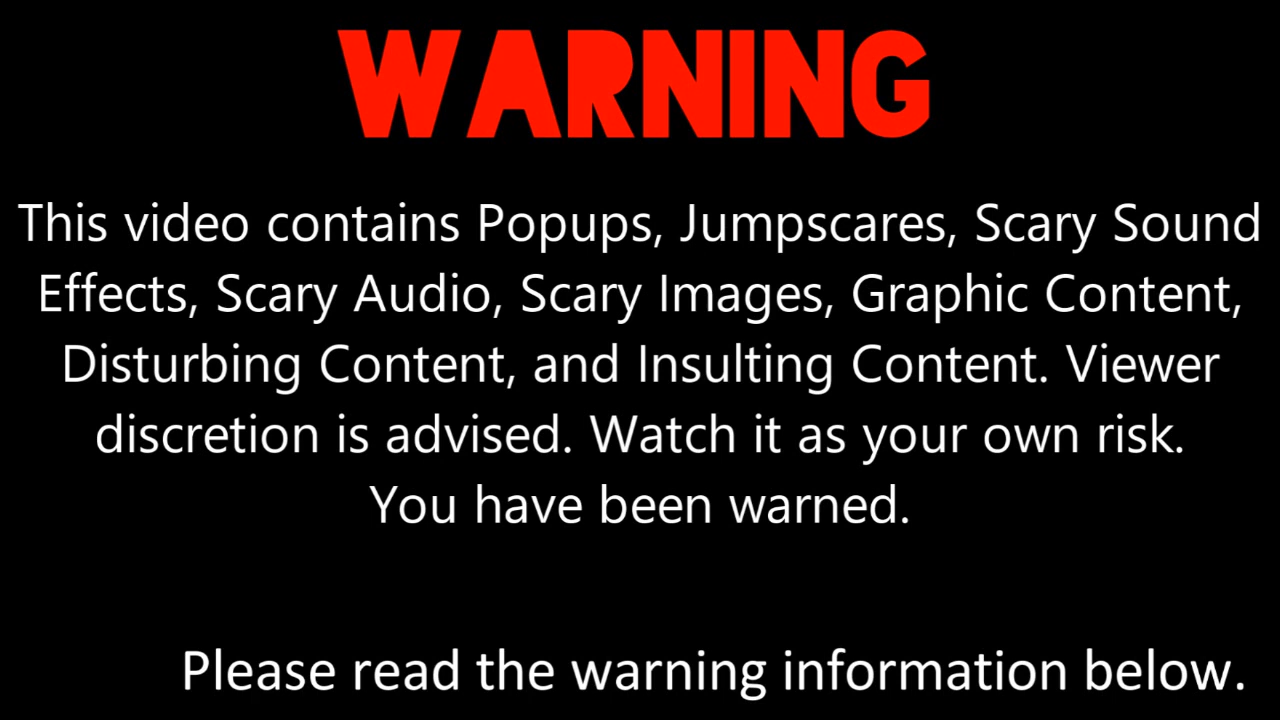 WARNING
This video contains Popups, Jumpscares, Scary Sound
Effects, Scary Audio, Scary Images, Graphic Content,
Disturbing Content, and Insulting Content. Viewer
discretion is advised. Watch it as your own risk.
You have been warned.
Please read the warning information below.